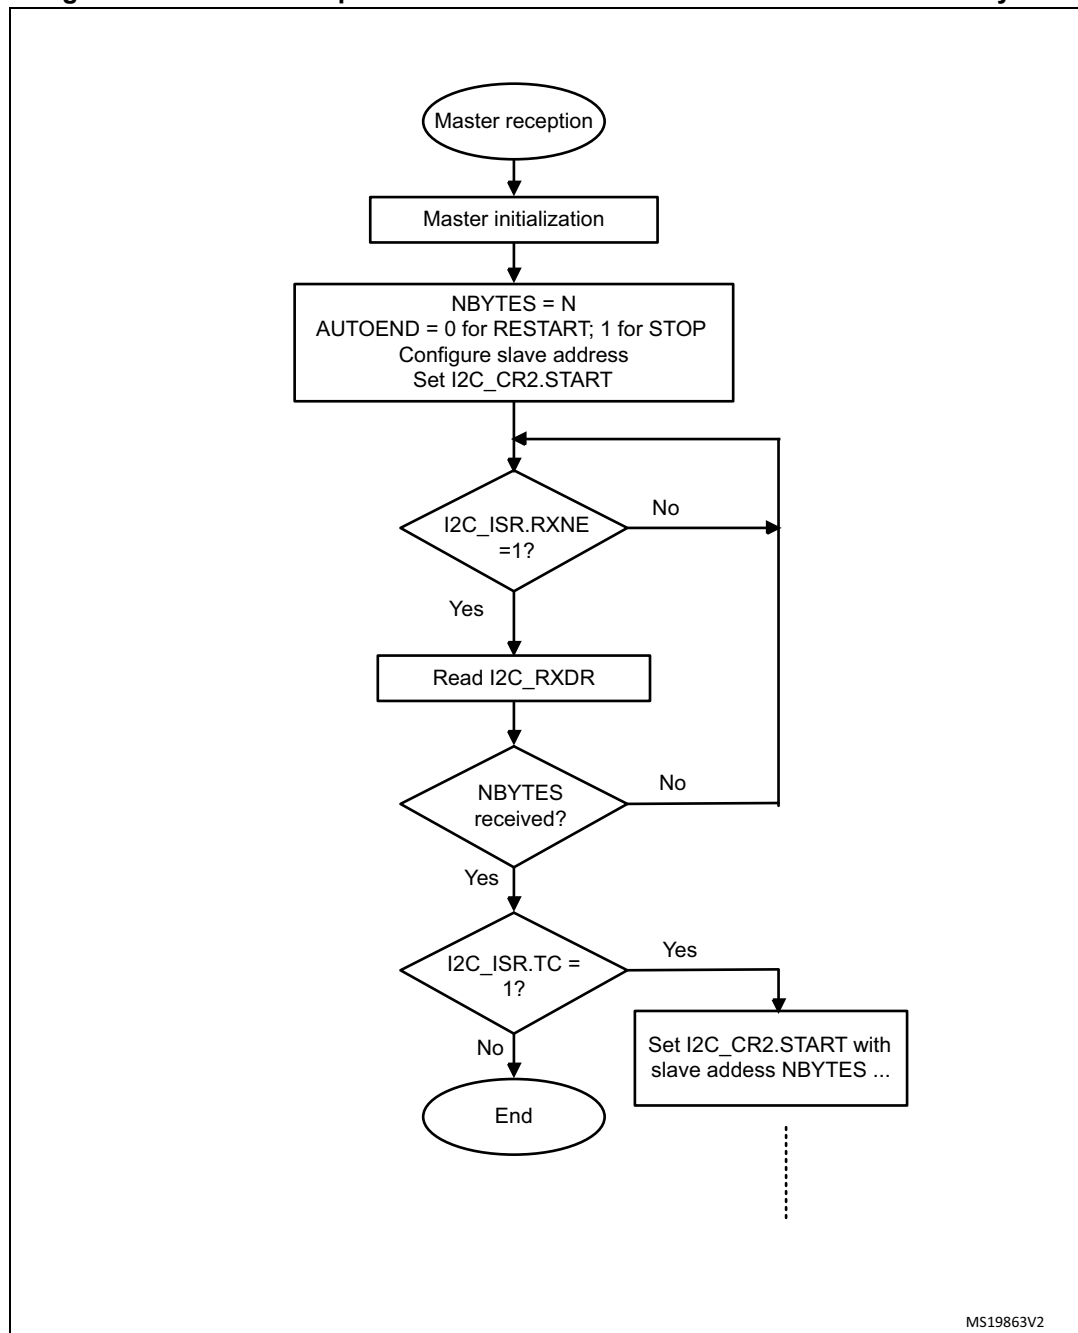 Master reception
Master initialization
NBYTES = N
AUTOEND = 0 for RESTART; 1 for STOP
Configure slave address
Set I2C_CR2.START
I2C_ISR.RXNE
=1?
No
Yes
Read I2C_RXDR
NBYTES
received?
No
Yes
I2C_ISR.TC =
1?
Yes
No
Set I2C_CR2.START with
slave addess NBYTES ...
End
MS19863V2